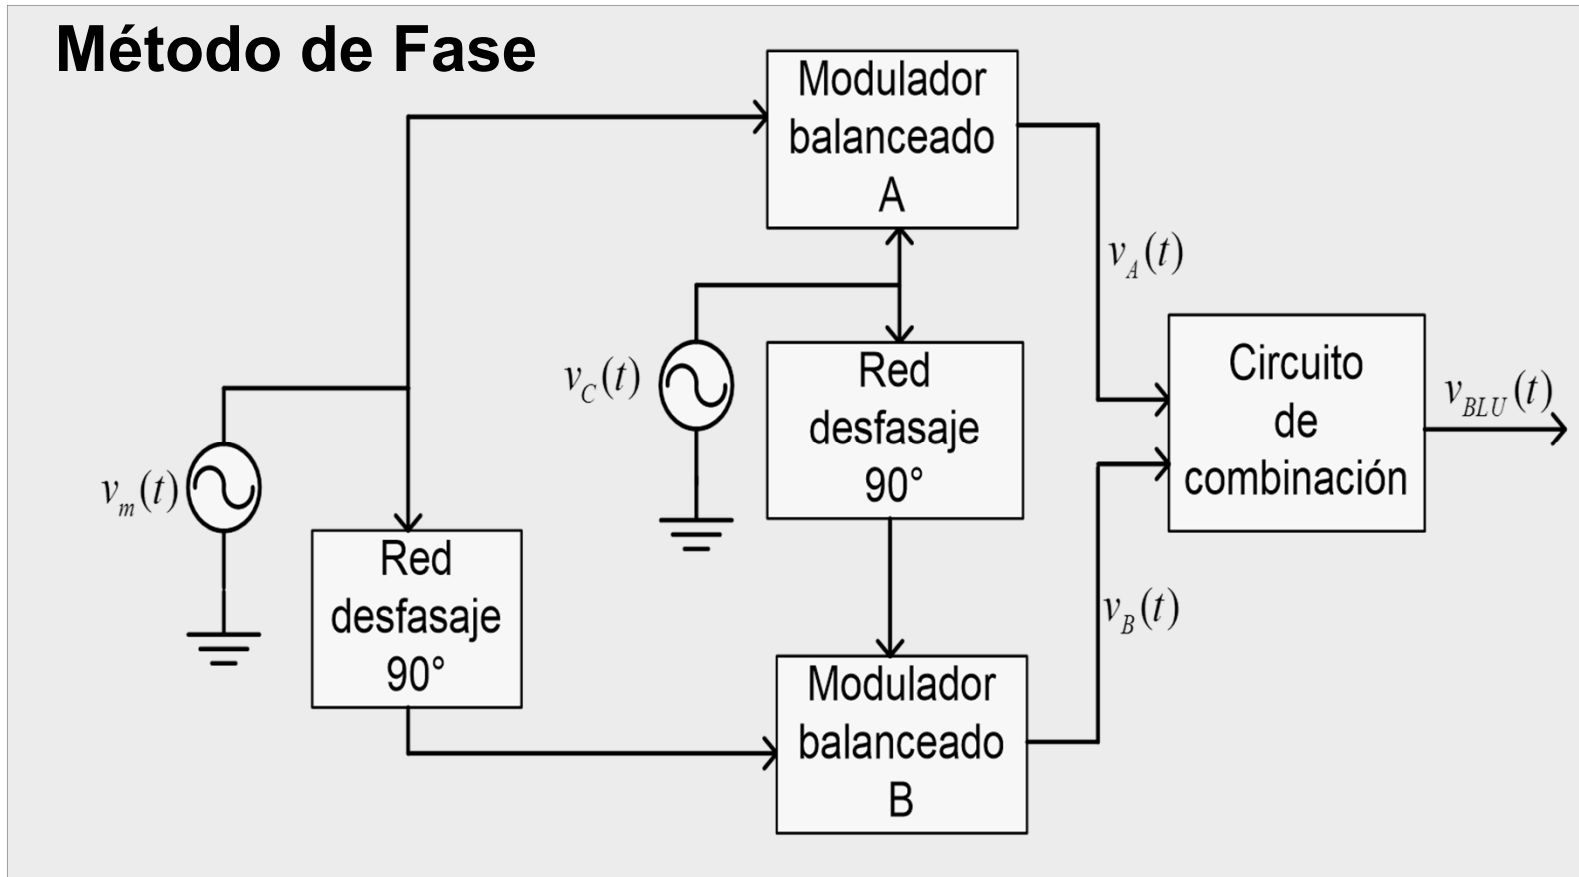 Método de Fase
Modulador
balanceado
A
v_A(t)
v_C(t)
Red
desfasaje
90°
Circuito
de
combinación
v_BLU(t)
v_m(t)
Red
desfasaje
90°
v_B(t)
Modulador
balanceado
B